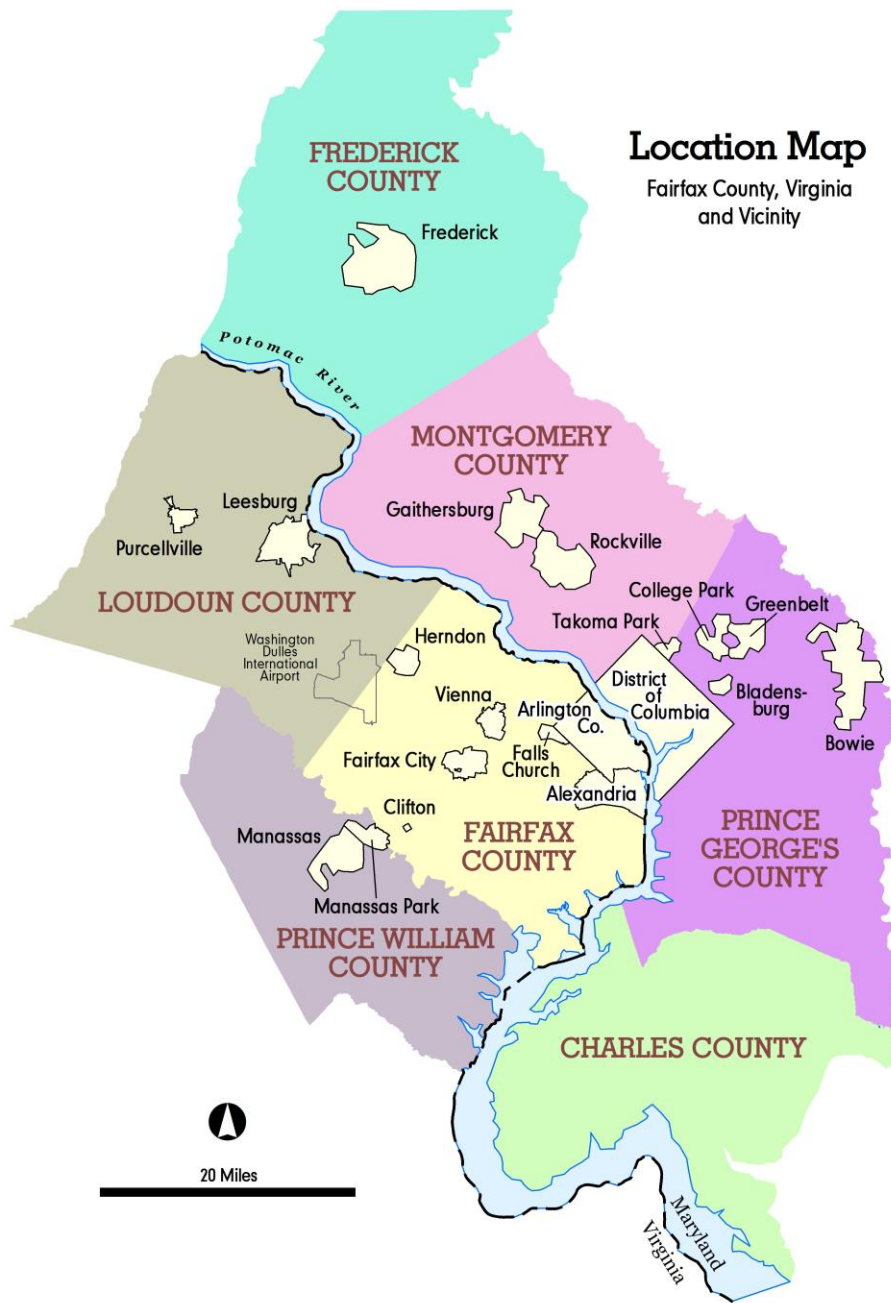 Location Map
Fairfax County, Virginia
and Vicinity
FREDERICK
COUNTY
Frederick
Potomac River
MONTGOMERY
COUNTY
Gaithersburg
Rockville
Leesburg
Purcellville
LOUDOUN COUNTY
Washington
Dulles
International
Airport
Herndon
Vienna
Fairfax City
Clifton
Arlington
Co.
Falls
Church
Alexandria
FAIRFAX
COUNTY
Takoma Park
College Park
Greenbelt
District
of
Columbia
Bladens-
burg
Bowie
PRINCE
GEORGE'S
COUNTY
Manassas
Manassas Park
PRINCE WILLIAM
COUNTY
CHARLES COUNTY
20 Miles
Maryland
Virginia